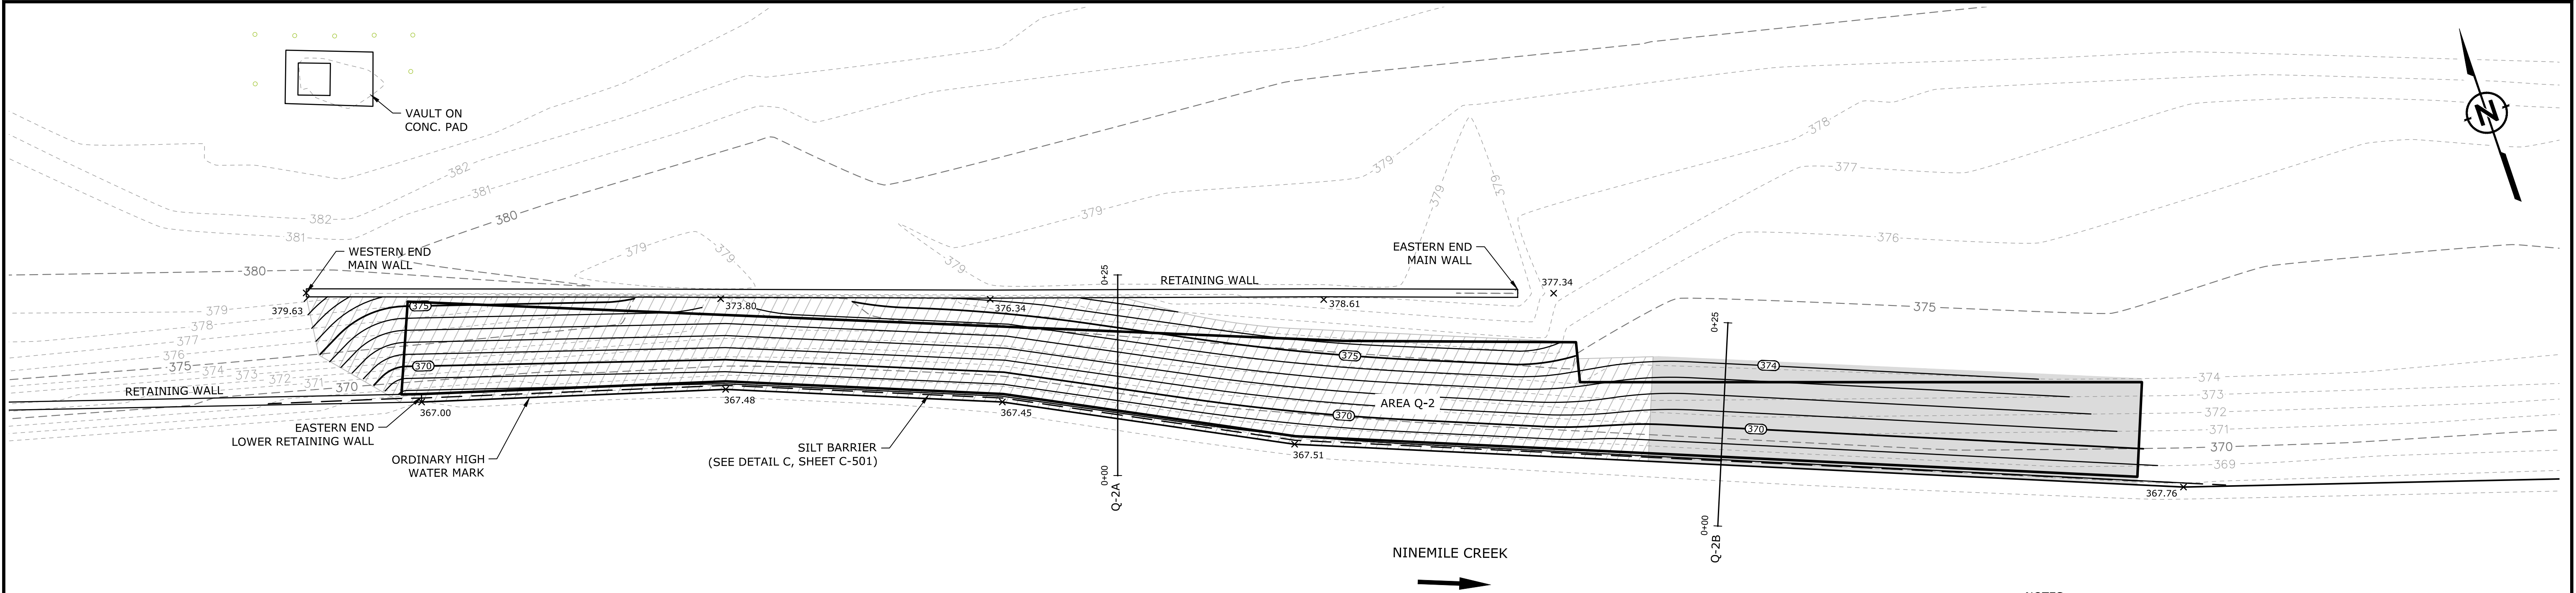 VAULT ON
CONC. PAD
N
382
381
382
381
380
379
379
379
379
379
379
379
378
377
376
380
WESTERN END
MAIN WALL
EASTERN END
MAIN WALL
RETAINING WALL
0+25
377.34
379.63
375
373.80
376.34
378.61
375
0+25
379
378
377
376
375
374
373
372
371
370
370
375
374
370
370
AREA Q-2
374
373
372
371
370
369
RETAINING WALL
367.00
367.48
367.45
367.51
367.76
EASTERN END
LOWER RETAINING WALL
ORDINARY HIGH
WATER MARK
SILT BARRIER
(SEE DETAIL C, SHEET C-501)
0+00
Q-2A
0+00
Q-2B
NINEMILE CREEK